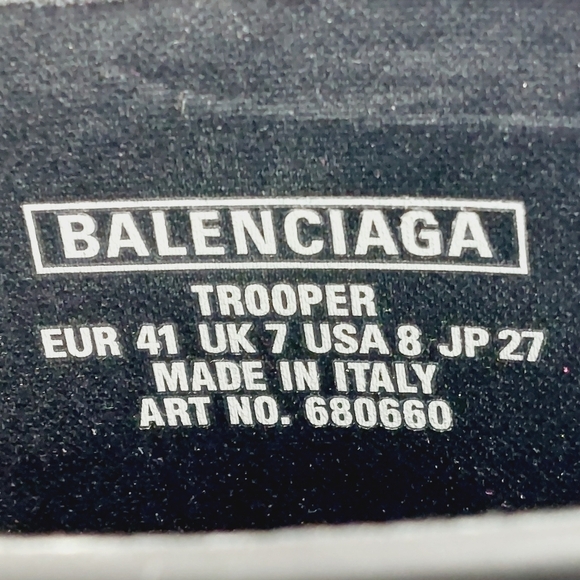 BALENCIAGA
TROOPER
EUR 41 UK 7 USA 8 JP 27
MADE IN ITALY
ART NO. 680660